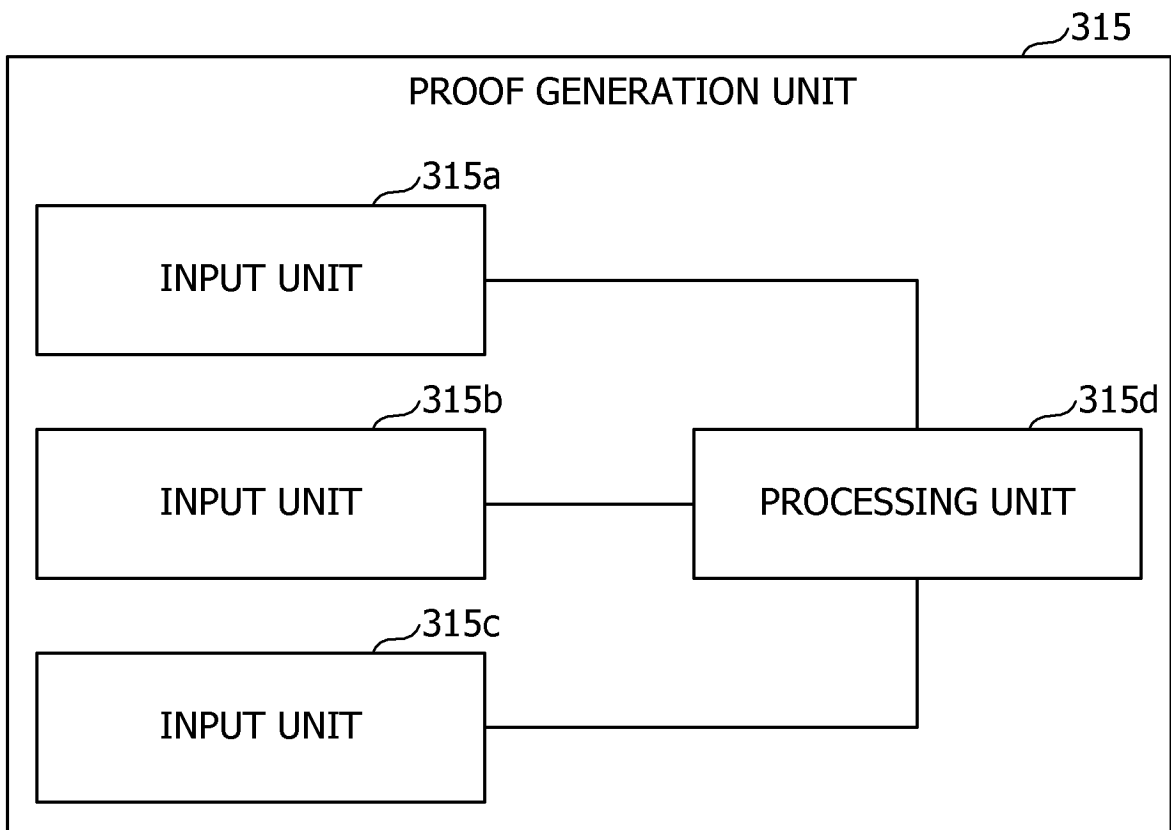 315
PROOF GENERATION UNIT
315a
INPUT UNIT
315b
INPUT UNIT
315d
PROCESSING UNIT
315c
INPUT UNIT